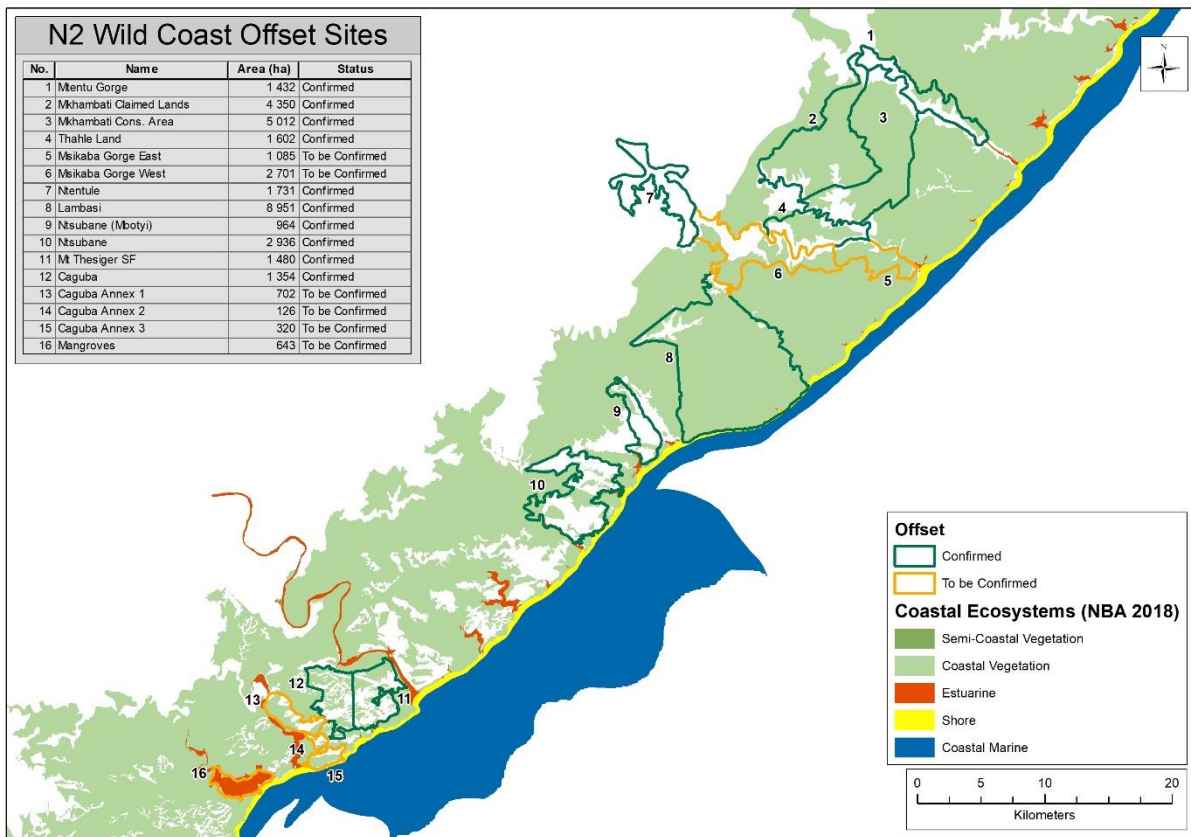 N2 Wild Coast Offset Sites
No. Name Area (ha) Status
1 Mtentu Gorge 1 432 Confirmed
2 Mkhambati Claimed Lands 4 350 Confirmed
3 Mkhambati Cons. Area 5 012 Confirmed
4 Thahle Land 1 602 Confirmed
5 Msikaba Gorge East 1 085 To be Confirmed
6 Msikaba Gorge West 2 701 To be Confirmed
7 Ntentule 1 731 Confirmed
8 Lambasi 8 951 Confirmed
9 Ntsubane (Mbotyi) 964 Confirmed
10 Ntsubane 2 936 Confirmed
11 Mt Thesiger SF 1 480 Confirmed
12 Caguba 1 354 Confirmed
13 Caguba Annex 1 702 To be Confirmed
14 Caguba Annex 2 126 To be Confirmed
15 Caguba Annex 3 320 To be Confirmed
16 Mangroves 643 To be Confirmed
1
N
2
3
7
4
6
5
8
9
10
12
13
11
14
16
15
Offset
Confirmed
To be Confirmed
Coastal Ecosystems (NBA 2018)
Semi-Coastal Vegetation
Coastal Vegetation
Estuarine
Shore
Coastal Marine
0 5 10 20
Kilometers